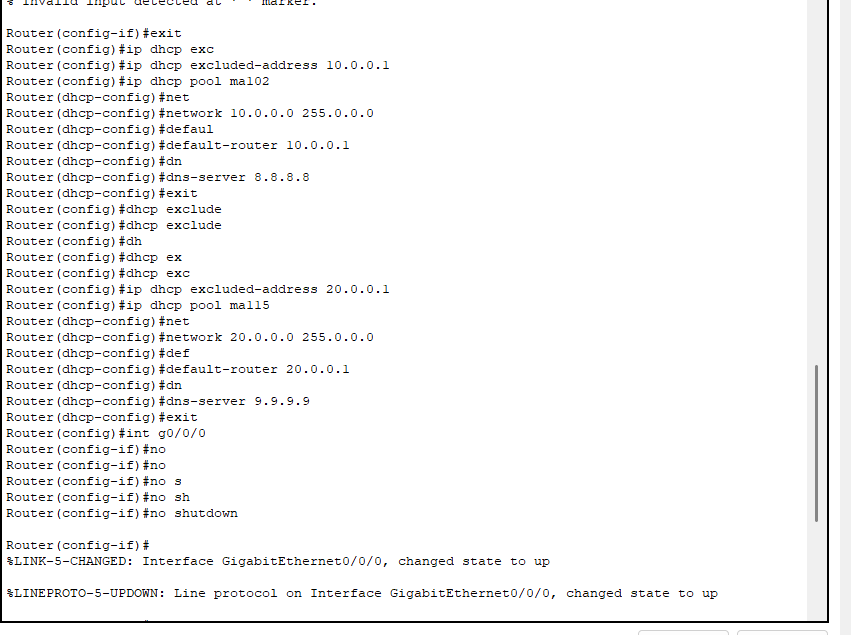 % Invalid input detected at '^' marker.
Router(config-if)#exit
Router(config)#ip dhcp exc
Router(config)#ip dhcp excluded-address 10.0.0.1
Router(config)#ip dhcp pool mal02
Router(dhcp-config)#net
Router(dhcp-config)#network 10.0.0.0 255.0.0.0
Router(dhcp-config)#defaul
Router(dhcp-config)#default-router 10.0.0.1
Router(dhcp-config)#dn
Router(dhcp-config)#dns-server 8.8.8.8
Router(dhcp-config)#exit
Router(config)#dhcp exclude
Router(config)#dhcp exclude
Router(config)#dh
Router(config)#dhcp ex
Router(config)#dhcp exc
Router(config)#ip dhcp excluded-address 20.0.0.1
Router(config)#ip dhcp pool mal15
Router(dhcp-config)#net
Router(dhcp-config)#network 20.0.0.0 255.0.0.0
Router(dhcp-config)#def
Router(dhcp-config)#default-router 20.0.0.1
Router(dhcp-config)#dn
Router(dhcp-config)#dns-server 9.9.9.9
Router(dhcp-config)#exit
Router(config)#int g0/0/0
Router(config-if)#no
Router(config-if)#no
Router(config-if)#no s
Router(config-if)#no sh
Router(config-if)#no shutdown
Router(config-if)#
%LINK-5-CHANGED: Interface GigabitEthernet0/0/0, changed state to up
%LINEPROTO-5-UPDOWN: Line protocol on Interface GigabitEthernet0/0/0, changed state to up